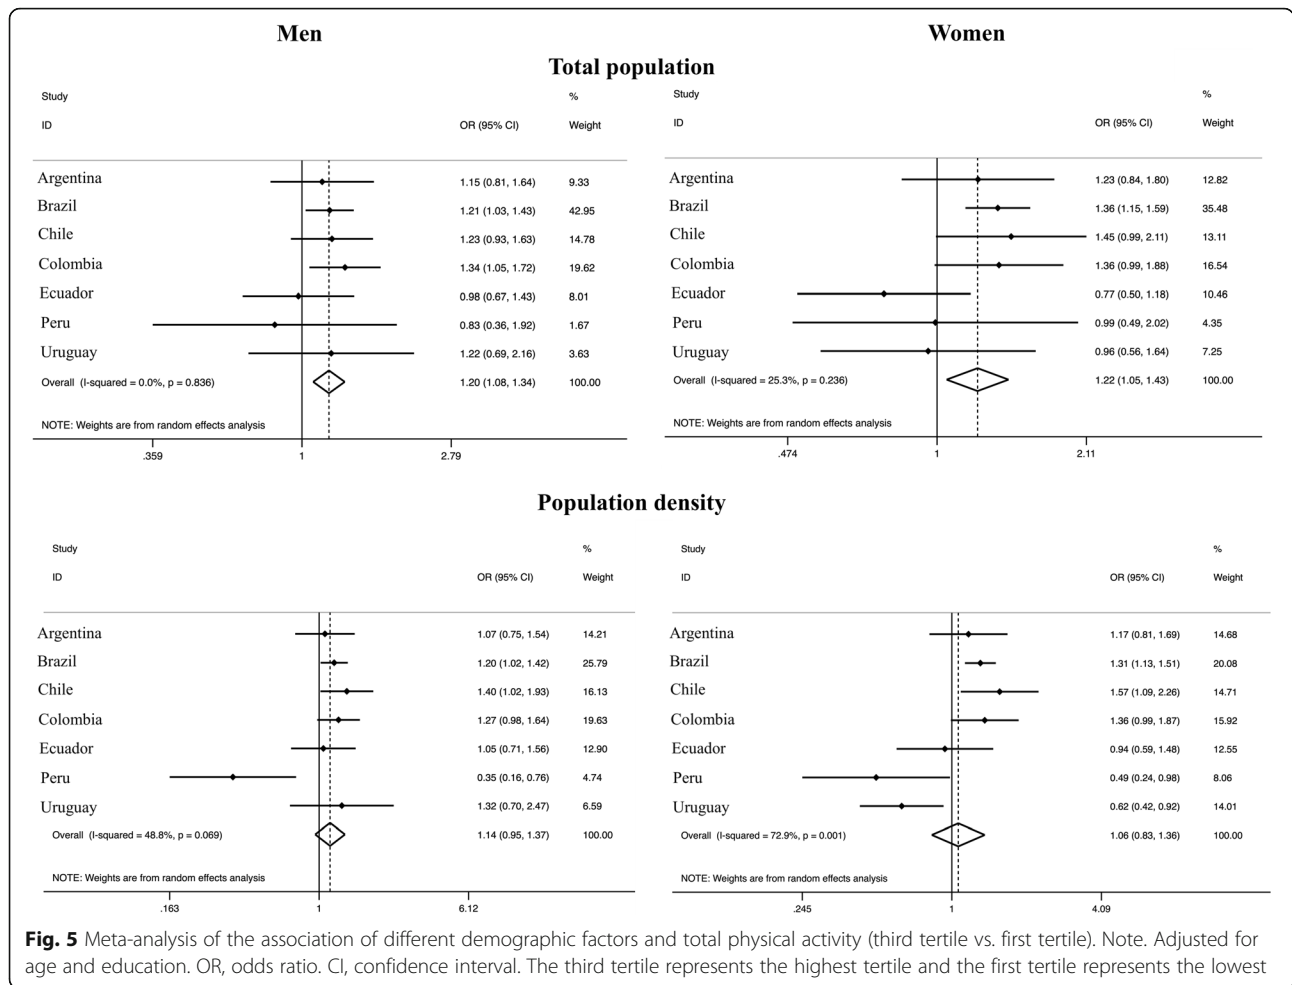 Men
Women
Total population
Study %
ID OR (95% CI) Weight
Argentina 1.15 (0.81, 1.64) 9.33
Brazil 1.21 (1.03, 1.43) 42.95
Chile 1.23 (0.93, 1.63) 14.78
Colombia 1.34 (1.05, 1.72) 19.62
Ecuador 0.98 (0.67, 1.43) 8.01
Peru 0.83 (0.36, 1.92) 1.67
Uruguay 1.22 (0.69, 2.16) 3.63
Overall (I-squared = 0.0%, p = 0.836) 1.20 (1.08, 1.34) 100.00
NOTE: Weights are from random effects analysis
.359 1 2.79
Study %
ID OR (95% CI) Weight
Argentina 1.23 (0.84, 1.80) 12.82
Brazil 1.36 (1.15, 1.59) 35.48
Chile 1.45 (0.99, 2.11) 13.11
Colombia 1.36 (0.99, 1.88) 16.54
Ecuador 0.77 (0.50, 1.18) 10.46
Peru 0.99 (0.49, 2.02) 4.35
Uruguay 0.96 (0.56, 1.64) 7.25
Overall (I-squared = 25.3%, p = 0.236) 1.22 (1.05, 1.43) 100.00
NOTE: Weights are from random effects analysis
.474 1 2.11
Population density
Study %
ID OR (95% CI) Weight
Argentina 1.07 (0.75, 1.54) 14.21
Brazil 1.20 (1.02, 1.42) 25.79
Chile 1.40 (1.02, 1.93) 16.13
Colombia 1.27 (0.98, 1.64) 19.63
Ecuador 1.05 (0.71, 1.56) 12.90
Peru 0.35 (0.16, 0.76) 4.74
Uruguay 1.32 (0.70, 2.47) 6.59
Overall (I-squared = 48.8%, p = 0.069) 1.14 (0.95, 1.37) 100.00
NOTE: Weights are from random effects analysis
.163 1 6.12
Study %
ID OR (95% CI) Weight
Argentina 1.17 (0.81, 1.69) 14.68
Brazil 1.31 (1.13, 1.51) 20.08
Chile 1.57 (1.09, 2.26) 14.71
Colombia 1.36 (0.99, 1.87) 15.92
Ecuador 0.94 (0.59, 1.48) 12.55
Peru 0.49 (0.24, 0.98) 8.06
Uruguay 0.62 (0.42, 0.92) 14.01
Overall (I-squared = 72.9%, p = 0.001) 1.06 (0.83, 1.36) 100.00
NOTE: Weights are from random effects analysis
.245 1 4.09
Fig. 5 Meta-analysis of the association of different demographic factors and total physical activity (third tertile vs. first tertile). Note. Adjusted for
age and education. OR, odds ratio. CI, confidence interval. The third tertile represents the highest tertile and the first tertile represents the lowest